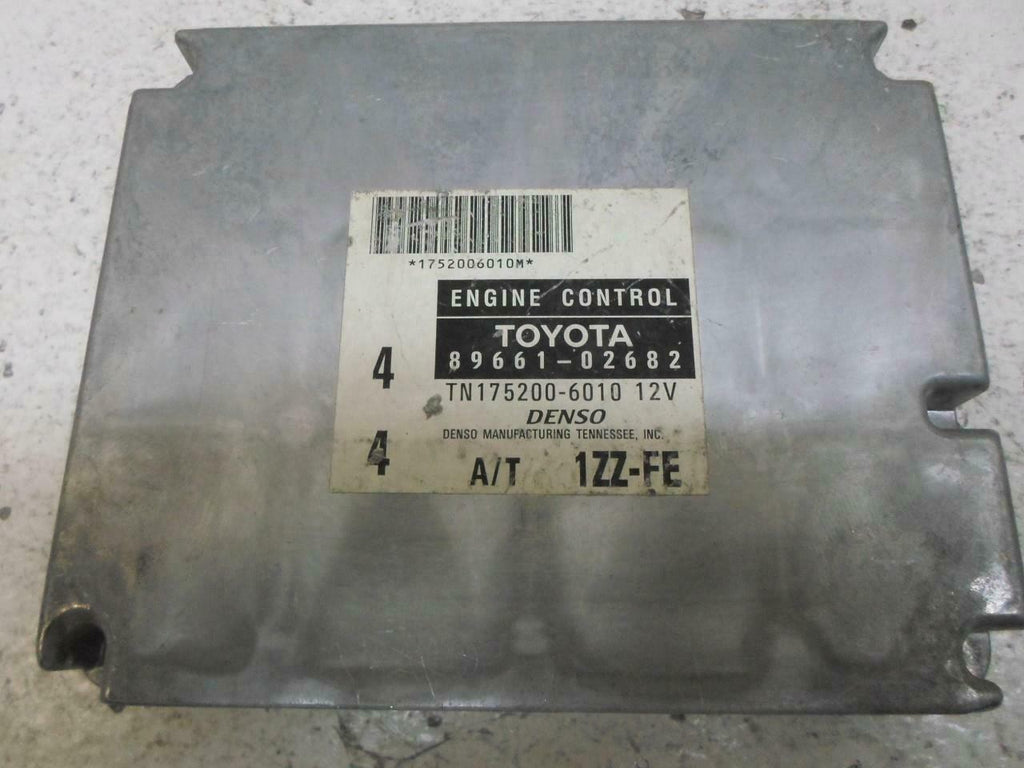 *1752006010M*
ENGINE CONTROL
TOYOTA
89661-02682
4
TN175200-6010 12V
DENSO
DENSO MANUFACTURING TENNESSEE, INC.
4
A/T 1ZZ-FE